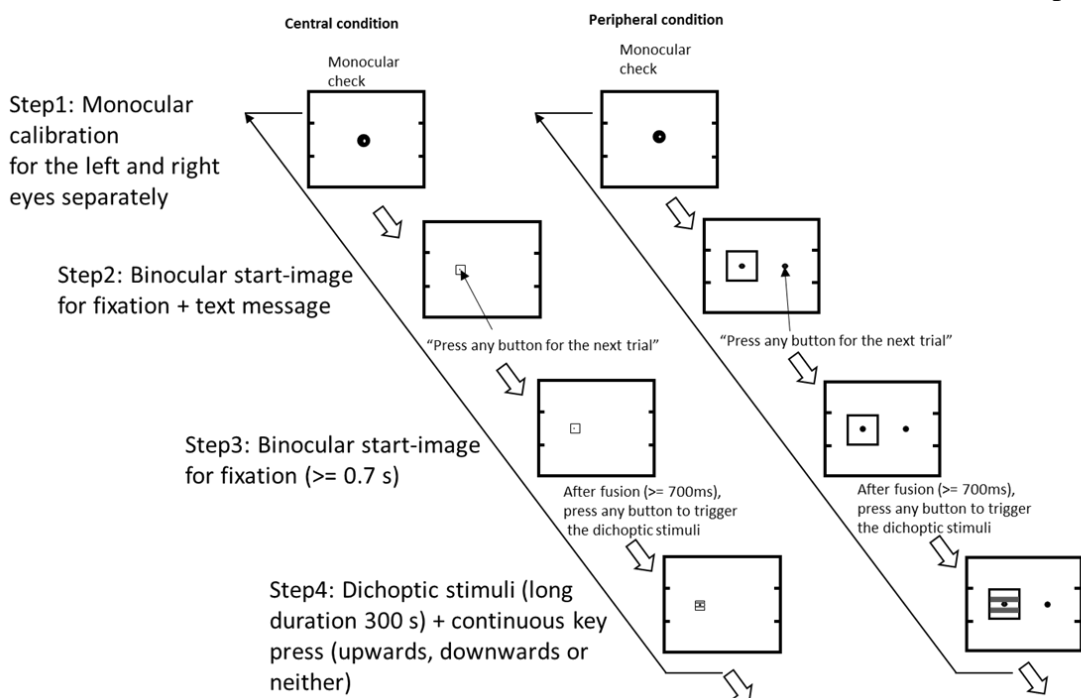 Central condition
Peripheral condition
Monocular
check
Monocular
check
Step1: Monocular
calibration
for the left and right
eyes separately
Step2: Binocular start-image
for fixation + text message
“Press any button for the next trial”
“Press any button for the next trial”
Step3: Binocular start-image
for fixation (>= 0.7 s)
After fusion (>= 700ms),
press any button to trigger
the dichoptic stimuli
After fusion (>= 700ms),
press any button to trigger
the dichoptic stimuli
Step4: Dichoptic stimuli (long
duration 300 s) + continuous key
press (upwards, downwards or
neither)